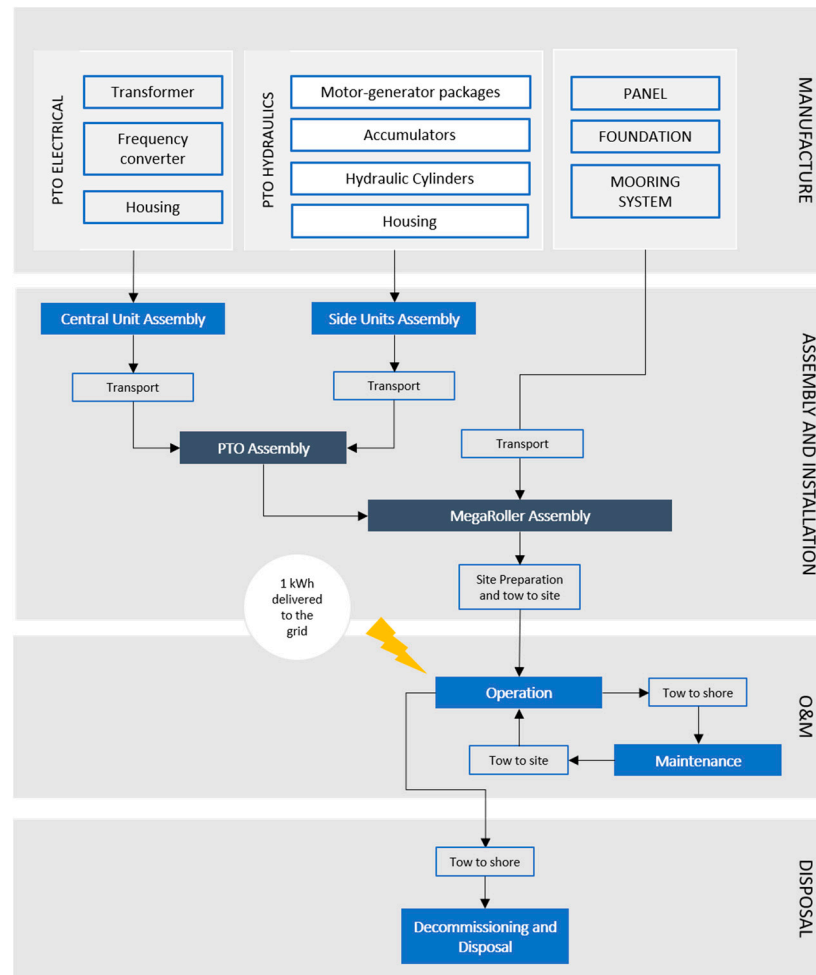 MANUFACTURE
PTO ELECTRICAL
Transformer
Frequency
converter
Housing
PTO HYDRAULICS
Motor-generator packages
Accumulators
Hydraulic Cylinders
Housing
PANEL
FOUNDATION
MOORING
SYSTEM
ASSEMBLY AND INSTALLATION
Central Unit Assembly
Side Units Assembly
Transport
Transport
PTO Assembly
Transport
MegaRoller Assembly
Site Preparation
and tow to site
1 kWh
delivered
to the
grid
O&M
Operation
Tow to shore
Tow to site
Maintenance
DISPOSAL
Tow to shore
Decommissioning and
Disposal